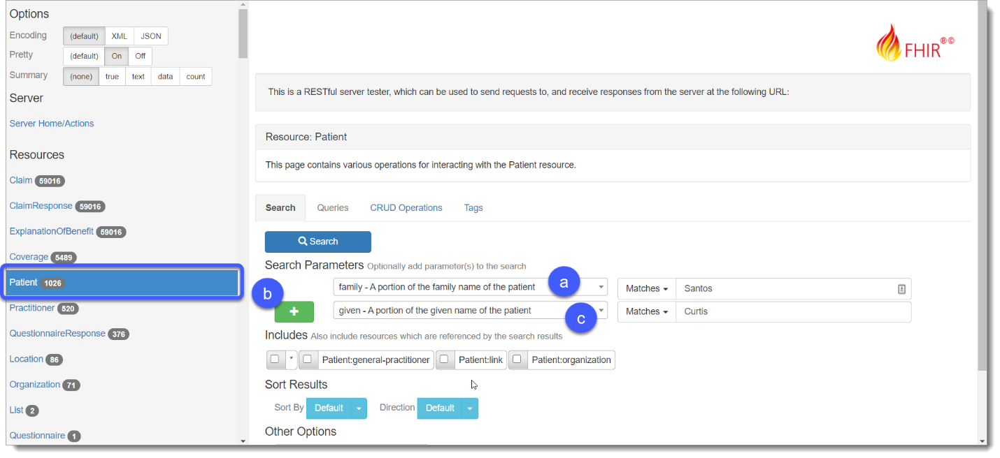 Options
Encoding (default) XML JSON
Pretty (default) On Off
Summary (none) true text data count
Server
Server Home/Actions
Resources
Claim 59016
ClaimResponse 59016
ExplanationOfBenefit 59016
Coverage 5489
Patient 1026
Practitioner 520
QuestionnaireResponse 376
Location 86
Organization 71
List 2
Questionnaire 1
FHIR®©
This is a RESTful server tester, which can be used to send requests to, and receive responses from the server at the following URL:
Resource: Patient
This page contains various operations for interacting with the Patient resource.
Search Queries CRUD Operations Tags
Search
Search Parameters Optionally add parameter(s) to the search
family - A portion of the family name of the patient a Matches Santos
b
+ given - A portion of the given name of the patient c Matches Curtis
Includes Also include resources which are referenced by the search results
* Patient:general-practitioner Patient:link Patient:organization
Sort Results
Sort By Default Direction Default
Other Options